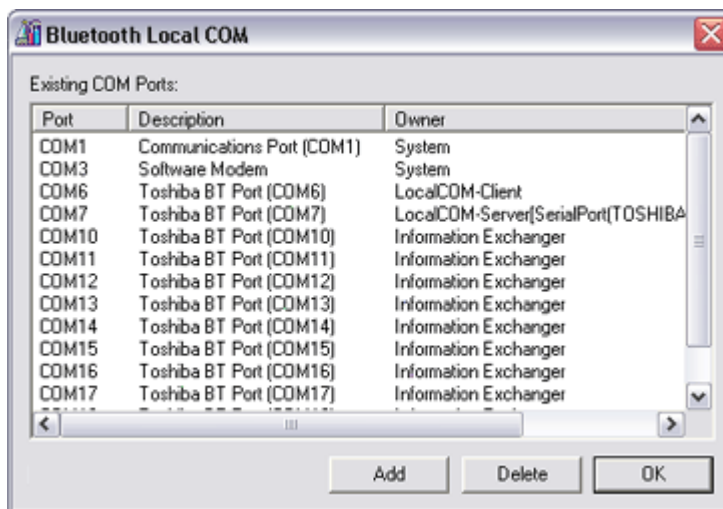 Bluetooth Local COM
Existing COM Ports:
Port Description Owner
COM1 Communications Port (COM1) System
COM3 Software Modem System
COM6 Toshiba BT Port (COM6) LocalCOM-Client
COM7 Toshiba BT Port (COM7) LocalCOM-Server[SerialPort(TOSHIBA
COM10 Toshiba BT Port (COM10) Information Exchanger
COM11 Toshiba BT Port (COM11) Information Exchanger
COM12 Toshiba BT Port (COM12) Information Exchanger
COM13 Toshiba BT Port (COM13) Information Exchanger
COM14 Toshiba BT Port (COM14) Information Exchanger
COM15 Toshiba BT Port (COM15) Information Exchanger
COM16 Toshiba BT Port (COM16) Information Exchanger
COM17 Toshiba BT Port (COM17) Information Exchanger
Add Delete OK